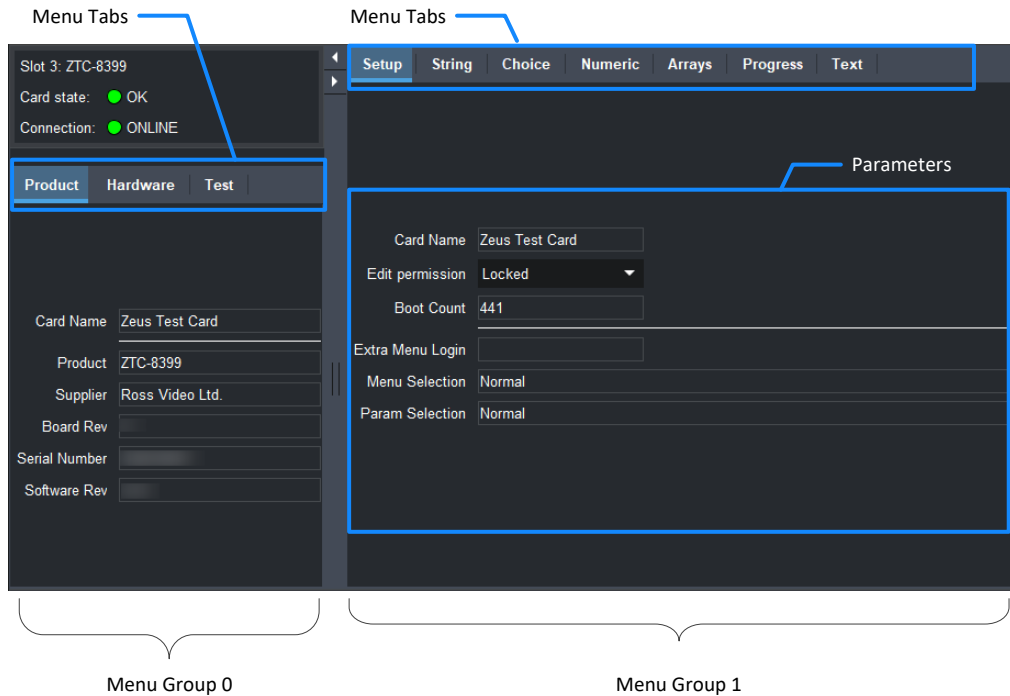 Menu Tabs
Menu Tabs
Slot 3: ZTC-8399
Card state: OK
Connection: ONLINE
Product Hardware Test
Card Name Zeus Test Card
Product ZTC-8399
Supplier Ross Video Ltd.
Board Rev
Serial Number
Software Rev
Setup String Choice Numeric Arrays Progress Text
Parameters
Card Name Zeus Test Card
Edit permission Locked
Boot Count 441
Extra Menu Login
Menu Selection Normal
Param Selection Normal
Menu Group 0
Menu Group 1